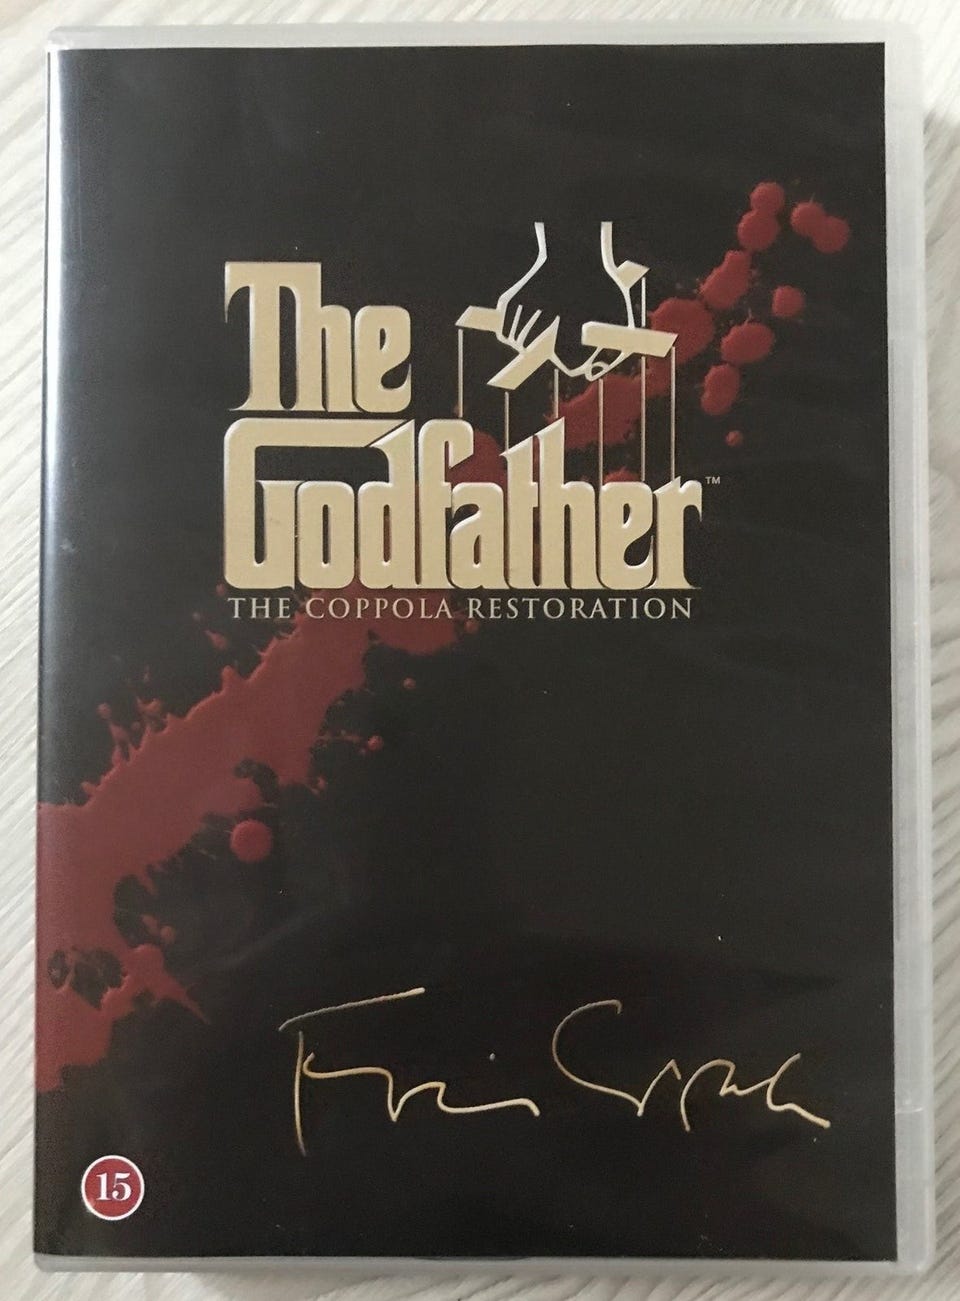 The
Godfather™
THE COPPOLA RESTORATION
15